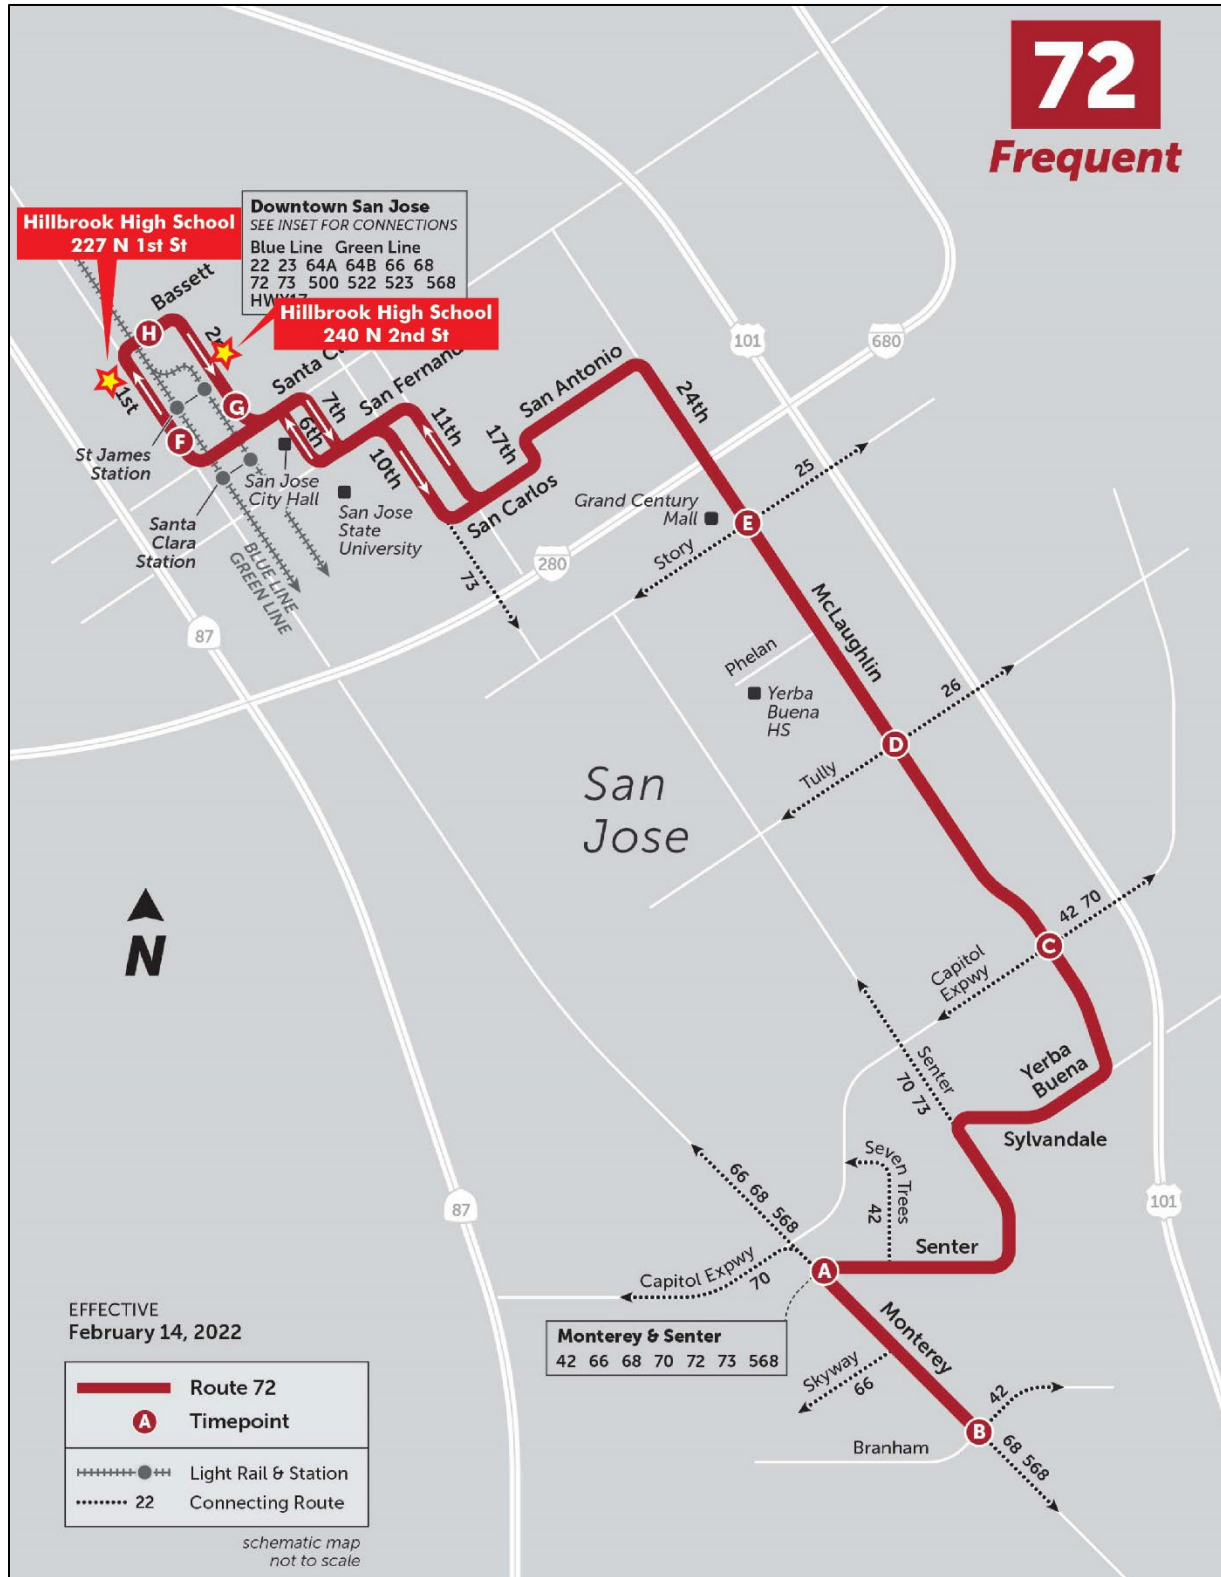 72
Frequent
Hillbrook High School
227 N 1st St
Downtown San Jose
SEE INSET FOR CONNECTIONS
Blue Line Green Line
22 23 64A 64B 66 68
72 73 500 522 523 568
Hillbrook High School
240 N 2nd St
Bassett
H
1st
G
F
St James
Station
Santa
Clara
Station
San Jose
City Hall
San Jose
State
University
BLUE LINE
GREEN LINE
7th
6th
San Fernand
10th
11th
17th
San Carlos
San Antonio
24th
101
680
280
87
73
Grand Century
Mall
E
25
Story
McLaughlin
Phelan
Yerba
Buena
HS
D
26
Tully
San
Jose
N
C
42 70
Capitol
Expwy
Senter
70 73
Yerba
Buena
Sylvandale
Seven Trees
42
Senter
66 68 568
87
101
A
Capitol Expwy
70
Monterey & Senter
42 66 68 70 72 73 568
Monterey
Skyway
66
B
42
Branham
68 568
EFFECTIVE
February 14, 2022
Route 72
A Timepoint
Light Rail & Station
22 Connecting Route
schematic map
not to scale